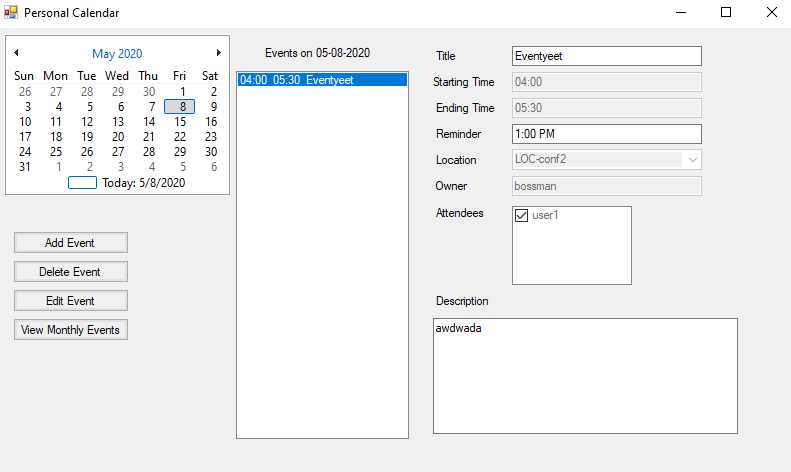 Personal Calendar
May 2020
Sun Mon Tue Wed Thu Fri Sat
26 27 28 29 30 1 2
3 4 5 6 7 8 9
10 11 12 13 14 15 16
17 18 19 20 21 22 23
24 25 26 27 28 29 30
31 1 2 3 4 5 6
Today: 5/8/2020
Add Event
Delete Event
Edit Event
View Monthly Events
Events on 05-08-2020
04:00 05:30 Eventyeet
Title Eventyeet
Starting Time 04:00
Ending Time 05:30
Reminder 1:00 PM
Location LOC-conf2
Owner bossman
Attendees user1
Description
awdwada